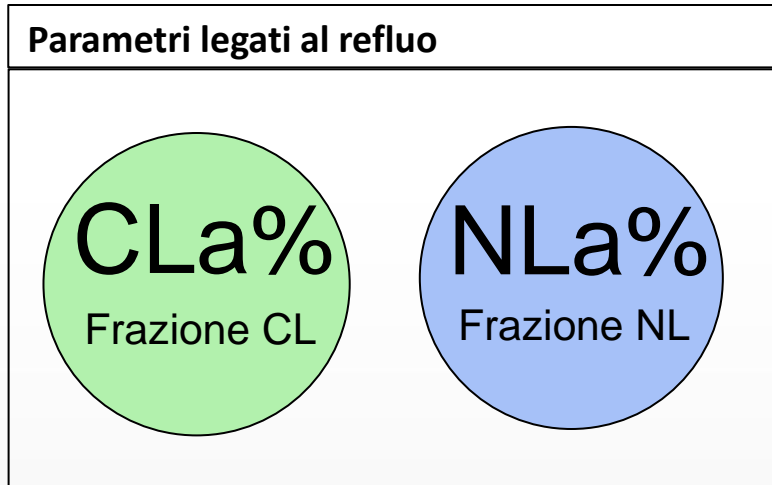 Parametri legati al refluo
CLa%
Frazione CL
NLa%
Frazione NL